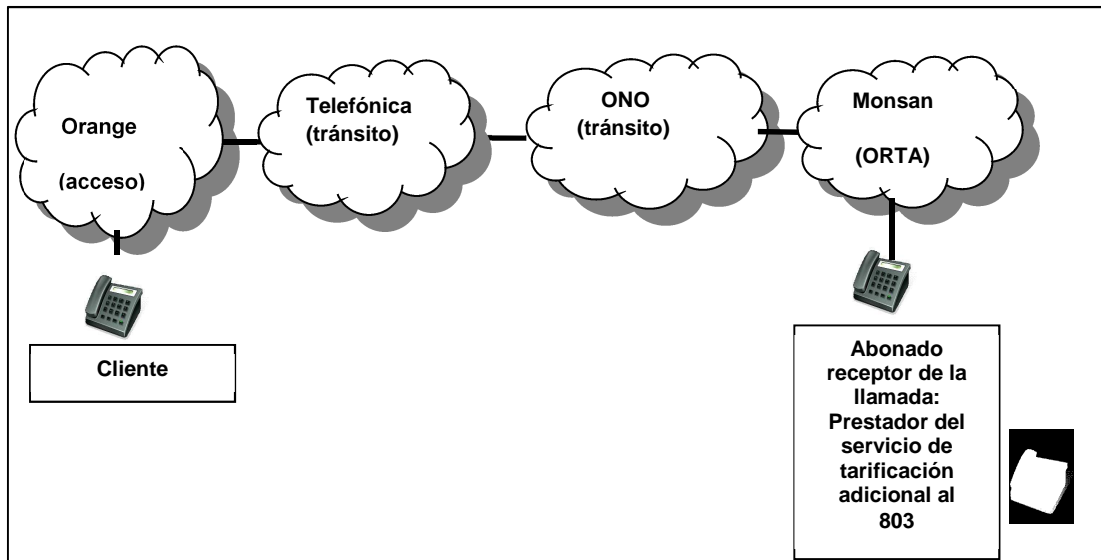 Orange
(acceso)
Telefónica
(tránsito)
ONO
(tránsito)
Monsan
(ORTA)
Cliente
Abonado
receptor de la
llamada:
Prestador del
servicio de
tarificación
adicional al
803